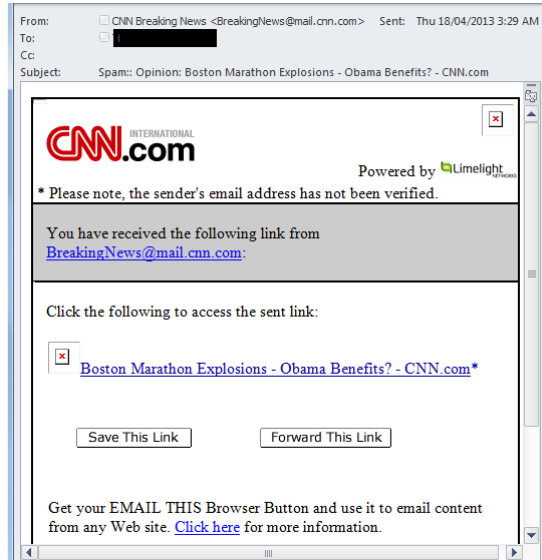 From: CNN Breaking News <BreakingNews@mail.cnn.com> Sent: Thu 18/04/2013 3:29 AM
To:
Cc:
Subject: Spam:: Opinion: Boston Marathon Explosions - Obama Benefits? - CNN.com
CNN INTERNATIONAL
.com
Powered by Limelight NETWORKS
* Please note, the sender's email address has not been verified.
You have received the following link from
BreakingNews@mail.cnn.com:
Click the following to access the sent link:
Boston Marathon Explosions - Obama Benefits? - CNN.com*
Save This Link Forward This Link
Get your EMAIL THIS Browser Button and use it to email content
from any Web site. Click here for more information.